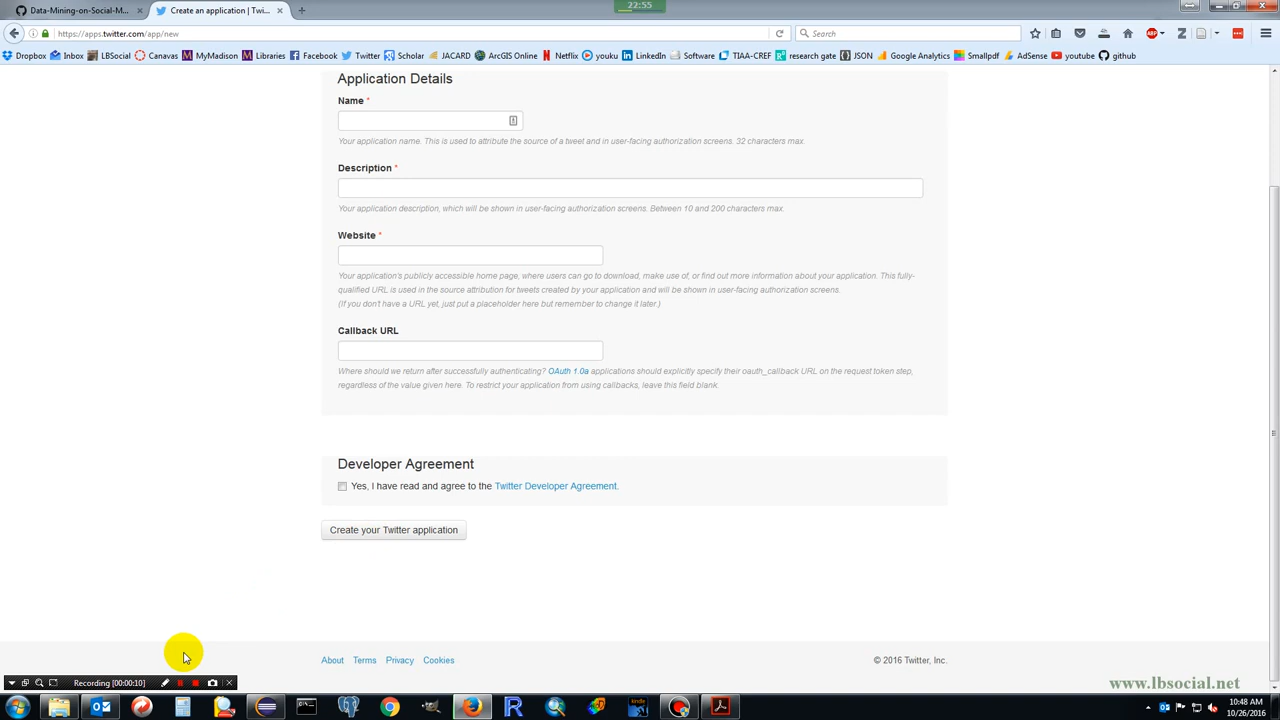 Data-Mining-on-Social-M...
Create an application | Twi...
22:55
https://apps.twitter.com/app/new
Search
Dropbox Inbox LBSocial Canavas MyMadison Libraries Facebook Twitter Scholar JACARD ArcGIS Online Netflix youku LinkedIn Software TIAA-CREF research gate JSON Google Analytics Smallpdf AdSense youtube github
Application Details
Name *
Your application name. This is used to attribute the source of a tweet and in user-facing authorization screens. 32 characters max.
Description *
Your application description, which will be shown in user-facing authorization screens. Between 10 and 200 characters max.
Website *
Your application's publicly accessible home page, where users can go to download, make use of, or find out more information about your application. This fully-
qualified URL is used in the source attribution for tweets created by your application and will be shown in user-facing authorization screens.
(If you don't have a URL yet, just put a placeholder here but remember to change it later.)
Callback URL
Where should we return after successfully authenticating? OAuth 1.0a applications should explicitly specify their oauth_callback URL on the request token step,
regardless of the value given here. To restrict your application from using callbacks, leave this field blank.
Developer Agreement
Yes, I have read and agree to the Twitter Developer Agreement.
Create your Twitter application
About Terms Privacy Cookies
© 2016 Twitter, Inc.
Recording [00:00:10]
www.lbsocial.net
10:48 AM
10/26/2016